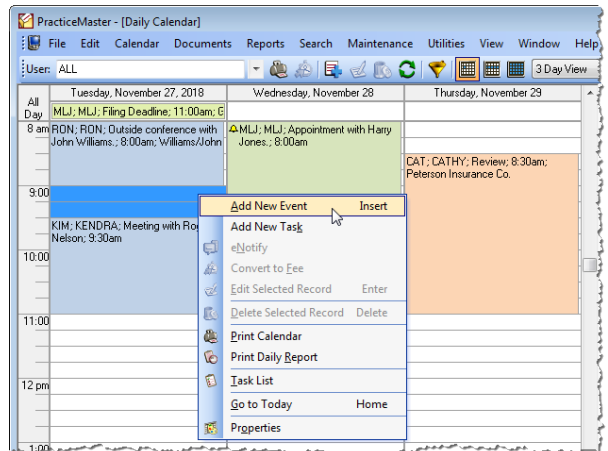 PracticeMaster - [Daily Calendar]
File Edit Calendar Documents Reports Search Maintenance Utilities View Window Help
User: ALL 3 Day View
Tuesday, November 27, 2018 Wednesday, November 28 Thursday, November 29
All
Day
MLJ; MLJ; Filing Deadline; 11:00am; G
8 am
RON; RON; Outside conference with
John Williams.; 8:00am; Williams/John
MLJ; MLJ; Appointment with Harry
Jones.; 8:00am
CAT; CATHY; Review; 8:30am;
Peterson Insurance Co.
9:00
KIM; KENDRA; Meeting with Ro
Nelson; 9:30am
10:00
11:00
12 pm
1:00
Add New Event Insert
Add New Task
eNotify
Convert to Fee
Edit Selected Record Enter
Delete Selected Record Delete
Print Calendar
Print Daily Report
Task List
Go to Today Home
Properties